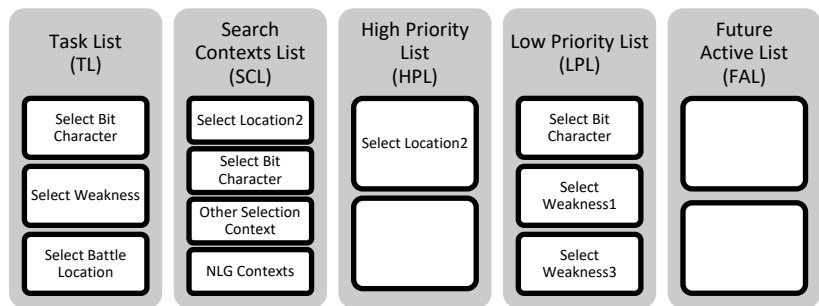 Task List
(TL)
Select Bit
Character
Select Weakness
Select Battle
Location
Search
Contexts List
(SCL)
Select Location2
Select Bit
Character
Other Selection
Context
NLG Contexts
High Priority
List
(HPL)
Select Location2
Low Priority List
(LPL)
Select Bit
Character
Select
Weakness1
Select
Weakness3
Future
Active List
(FAL)